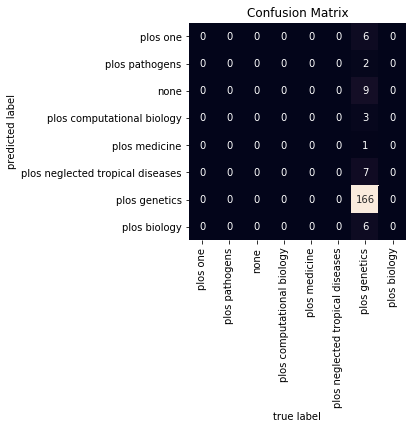 Confusion Matrix
plos one 0 0 0 0 0 0 6 0
plos pathogens 0 0 0 0 0 0 2 0
none 0 0 0 0 0 0 9 0
plos computational biology 0 0 0 0 0 0 3 0
plos medicine 0 0 0 0 0 0 1 0
plos neglected tropical diseases 0 0 0 0 0 0 7 0
plos genetics 0 0 0 0 0 0 166 0
plos biology 0 0 0 0 0 0 6 0
predicted label
plos one
plos pathogens
none
plos computational biology
plos medicine
plos neglected tropical diseases
plos genetics
plos biology
true label